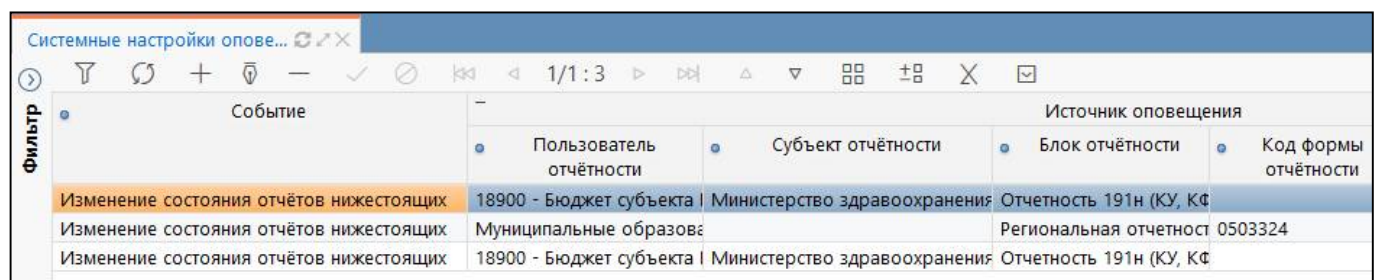 Системные настройки опове...
1/1 : 3
Фильтр
Событие
Источник оповещения
Пользователь отчётности
Субъект отчётности
Блок отчётности
Код формы отчётности
Изменение состояния отчётов нижестоящих 18900 - Бюджет субъекта Министерство здравоохранения Отчетность 191н (КУ, КФ
Изменение состояния отчётов нижестоящих Муниципальные образова Региональная отчетност 0503324
Изменение состояния отчётов нижестоящих 18900 - Бюджет субъекта Министерство здравоохранения Отчетность 191н (КУ, КФ